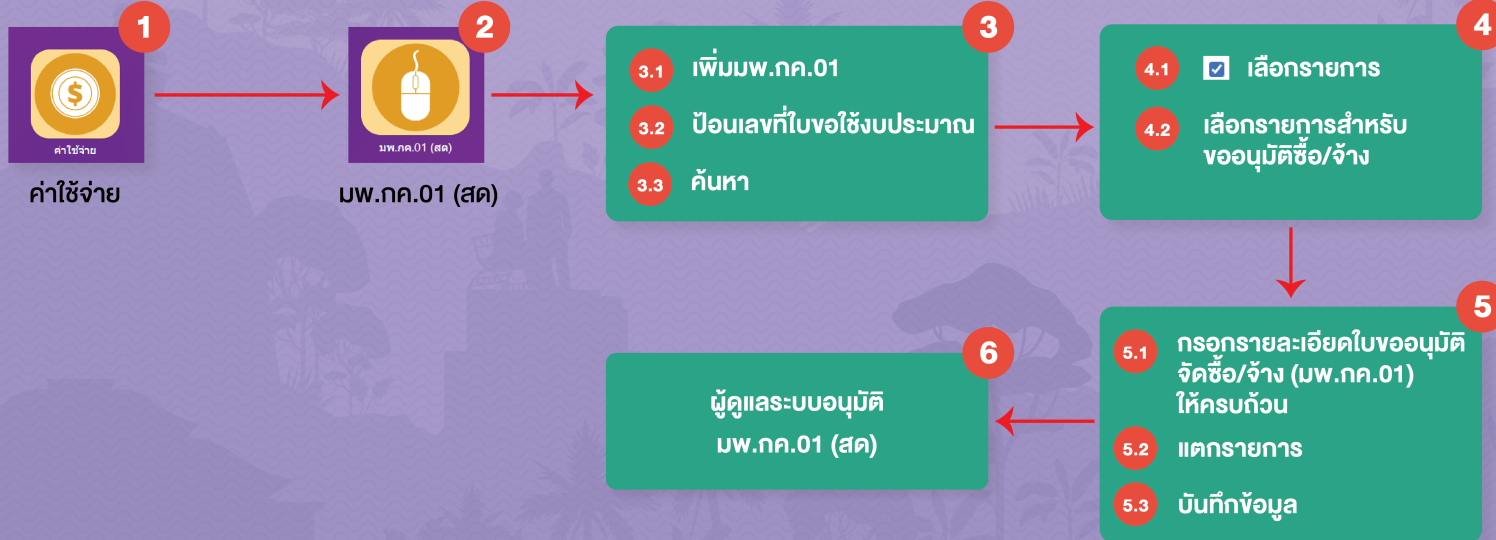 1
ค่าใช้จ่าย
ค่าใช้จ่าย
2
มพ.กค.01 (สด)
มพ.กค.01 (สด)
3
3.1 เพิ่มมพ.กค.01
3.2 ป้อนเลขที่ใบขอใช้งบประมาณ
3.3 ค้นหา
4
4.1 เลือกรายการ
4.2 เลือกรายการสำหรับ
ขออนุมัติซื้อ/จ้าง
5
5.1 กรอกรายละเอียดใบขออนุมัติ
จัดซื้อ/จ้าง (มพ.กค.01)
ให้ครบถ้วน
5.2 แตกรายการ
5.3 บันทึกข้อมูล
6
ผู้ดูแลระบบอนุมัติ
มพ.กค.01 (สด)